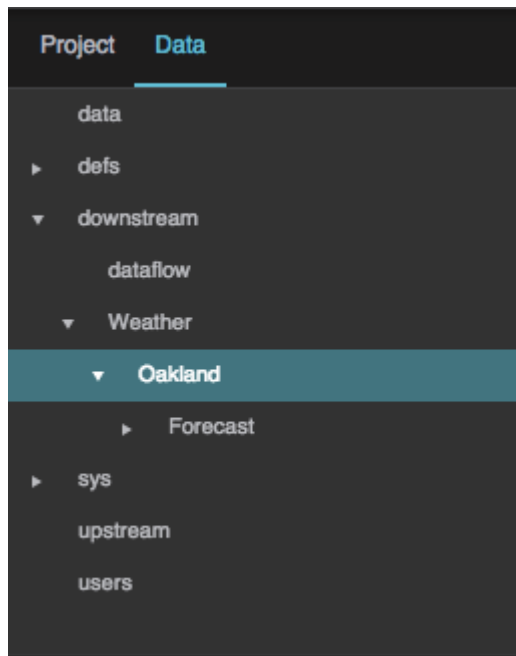 Project Data
data
defs
downstream
dataflow
Weather
Oakland
Forecast
sys
upstream
users